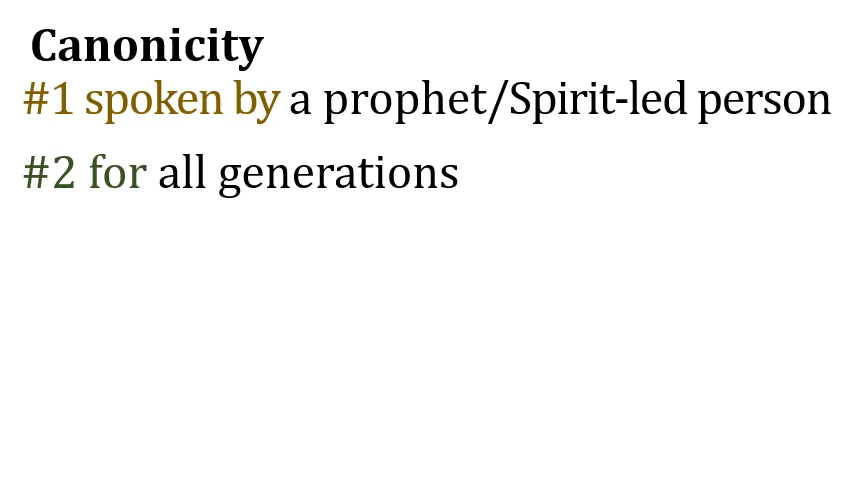 Canonicity
#1 spoken by a prophet/Spirit-led person
#2 for all generations